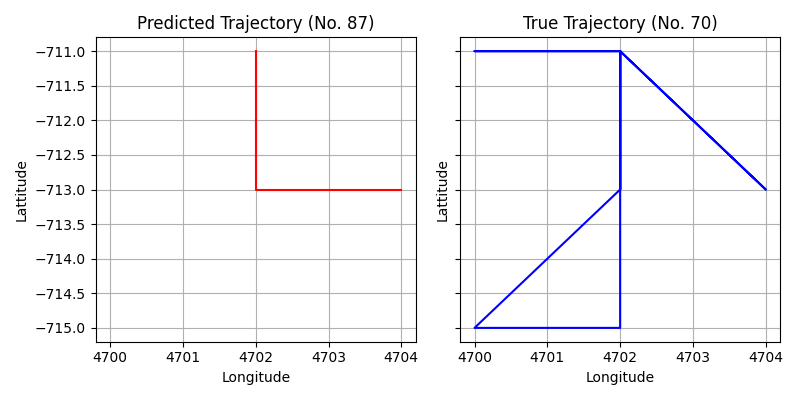 Predicted Trajectory (No. 87)
Lattitude
−711.0
−711.5
−712.0
−712.5
−713.0
−713.5
−714.0
−714.5
−715.0
4700 4701 4702 4703 4704
Longitude
True Trajectory (No. 70)
Lattitude
4700 4701 4702 4703 4704
Longitude